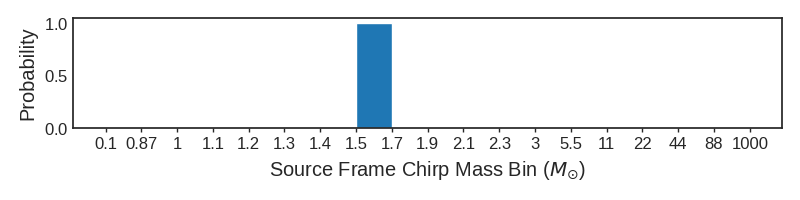 Probability
1.0
0.5
0.0
0.1 0.87 1 1.1 1.2 1.3 1.4 1.5 1.7 1.9 2.1 2.3 3 5.5 11 22 44 88 1000
Source Frame Chirp Mass Bin (M⊙)